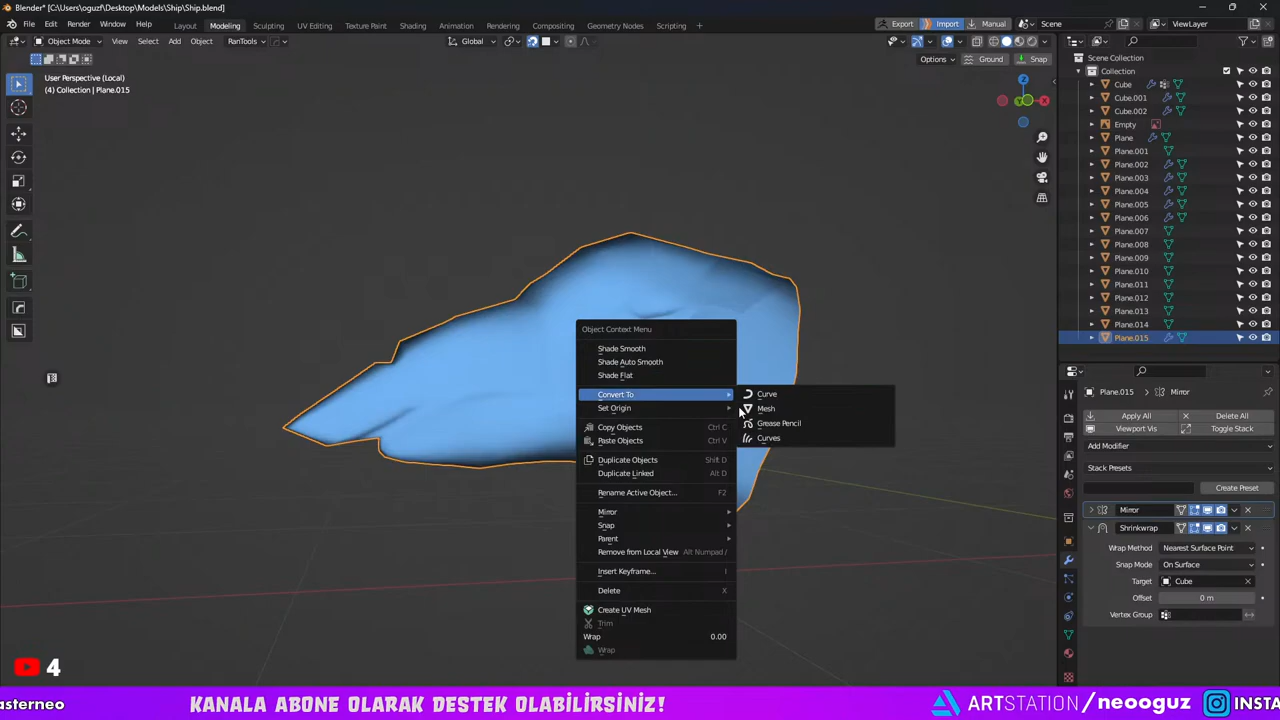 Blender* [C:\Users\oguzf\Desktop\Models\Ship\Ship.blend]
File Edit Render Window Help Layout Modeling Sculpting UV Editing Texture Paint Shading Animation Rendering Compositing Geometry Nodes Scripting Export Import Manual Scene ViewLayer
Object Mode View Select Add Object RanTools Global
Options Ground Snap
User Perspective (Local)
(4) Collection | Plane.015
Scene Collection
Collection
Cube
Cube.001
Cube.002
Empty
Plane
Plane.001
Plane.002
Plane.003
Plane.004
Plane.005
Plane.006
Plane.007
Plane.008
Plane.009
Plane.010
Plane.011
Plane.012
Plane.013
Plane.014
Plane.015
Object Context Menu
Shade Smooth
Shade Auto Smooth
Shade Flat
Convert To
Set Origin
Copy Objects Ctrl C
Paste Objects Ctrl V
Duplicate Objects Shift D
Duplicate Linked Alt D
Rename Active Object... F2
Mirror
Snap
Parent
Remove from Local View Alt Numpad /
Insert Keyframe... I
Delete X
Create UV Mesh
Trim
Wrap 0.00
Wrap
Curve
Mesh
Grease Pencil
Curves
Plane.015 Mirror
Apply All Delete All
Viewport Vis Toggle Stack
Add Modifier
Stack Presets
Create Preset
Mirror
Shrinkwrap
Wrap Method Nearest Surface Point
Snap Mode On Surface
Target Cube
Offset 0 m
Vertex Group
4
asterneo KANALA ABONE OLARAK DESTEK OLABİLİRSİNİZ! ARTSTATION/neooguz INSTA